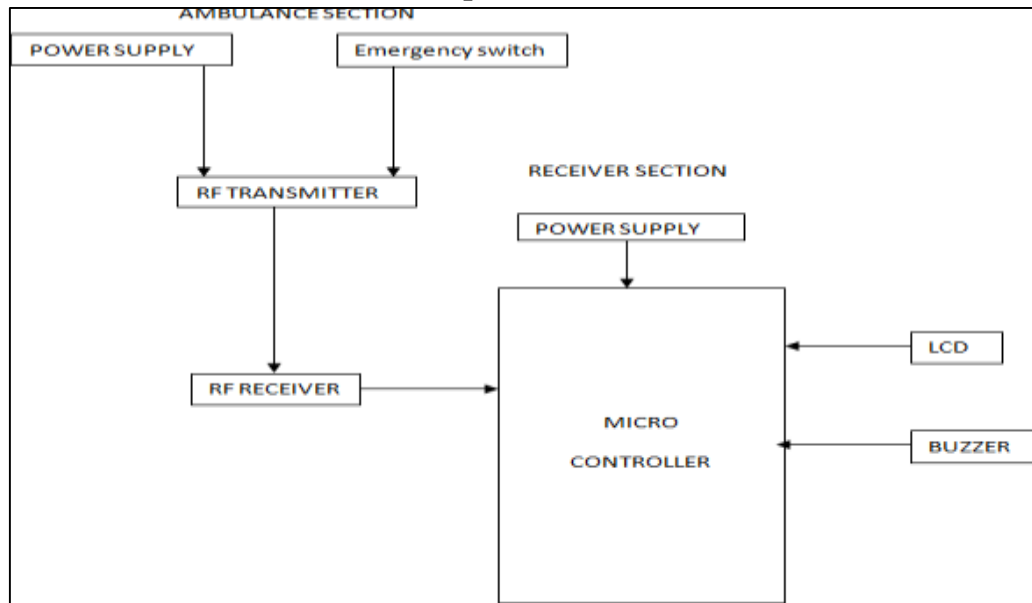 AMBULANCE SECTION
POWER SUPPLY
Emergency switch
RF TRANSMITTER
RECEIVER SECTION
POWER SUPPLY
LCD
RF RECEIVER
MICRO
CONTROLLER
BUZZER